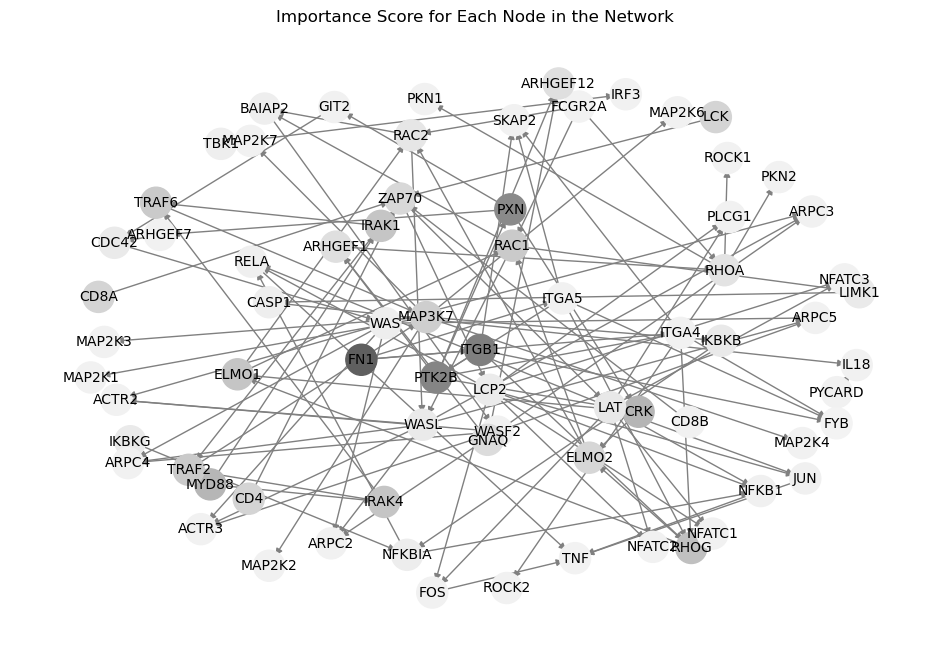 Importance Score for Each Node in the Network
ARHGEF12
IRF3
PKN1
GIT2
BAIAP2
FCGR2A
MAP2K6
LCK
SKAP2
RAC2
MAP2K7
TBK1
ROCK1
PKN2
ZAP70
TRAF6
PXN
ARPC3
PLCG1
IRAK1
ARHGEF7
CDC42
ARHGEF1
RAC1
RELA
RHOA
NFATC3
LIMK1
CD8A
CASP1
ITGA5
MAP3K7
ARPC5
WAS
ITGA4
IKBKB
MAP2K3
ITGB1
FN1
IL18
ELMO1
PTK2B
MAP2K1
LCP2
PYCARD
ACTR2
LAT
CRK
CD8B
FYB
WASL
WASF2
GNAQ
IKBKG
MAP2K4
ARPC4
ELMO2
TRAF2
MYD88
JUN
NFKB1
CD4
IRAK4
ACTR3
NFATC1
ARPC2
NFATC2
RHOG
NFKBIA
TNF
MAP2K2
ROCK2
FOS